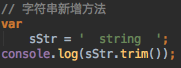 // 字符串新增方法
var
sStr = '  string  ';
console.log(sStr.trim());